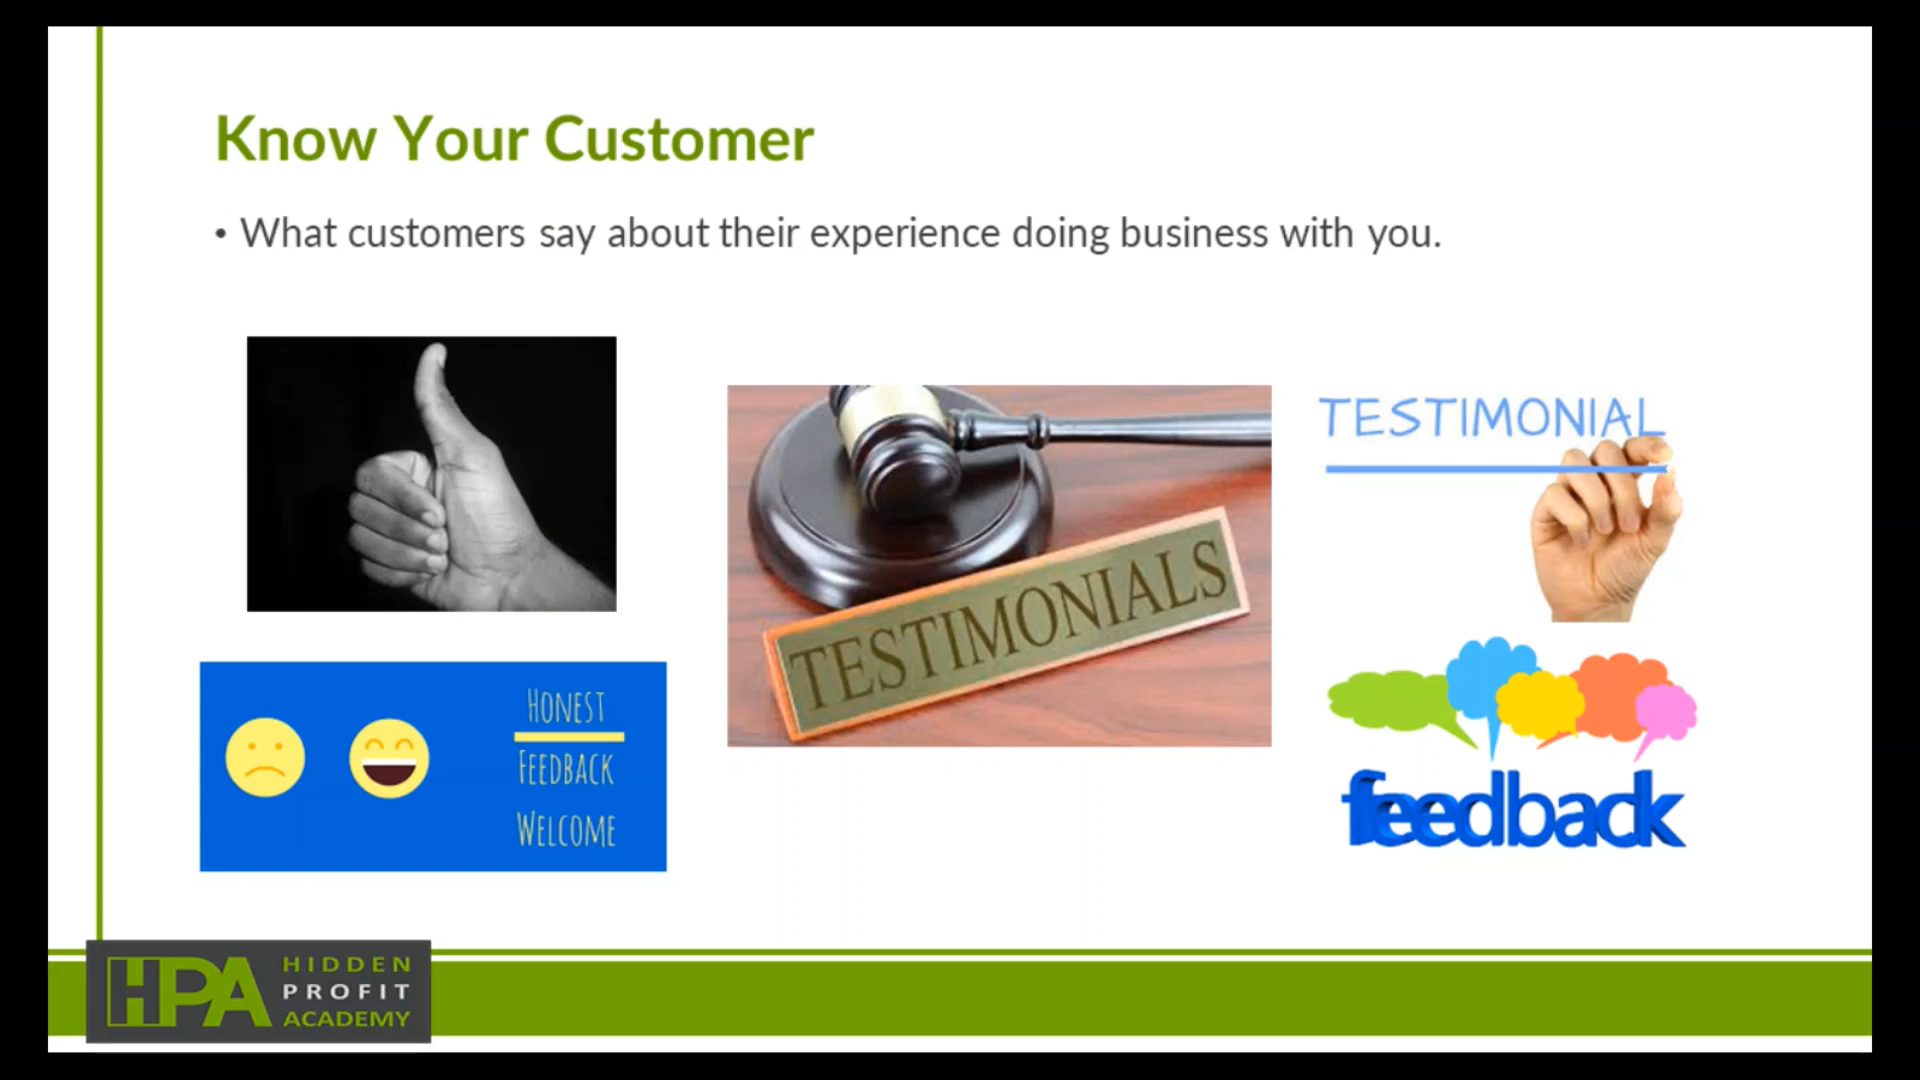 Know Your Customer
• What customers say about their experience doing business with you.
TESTIMONIAL
TESTIMONIALS
HONEST
FEEDBACK
WELCOME
feedback
HPA
HIDDEN
PROFIT
ACADEMY